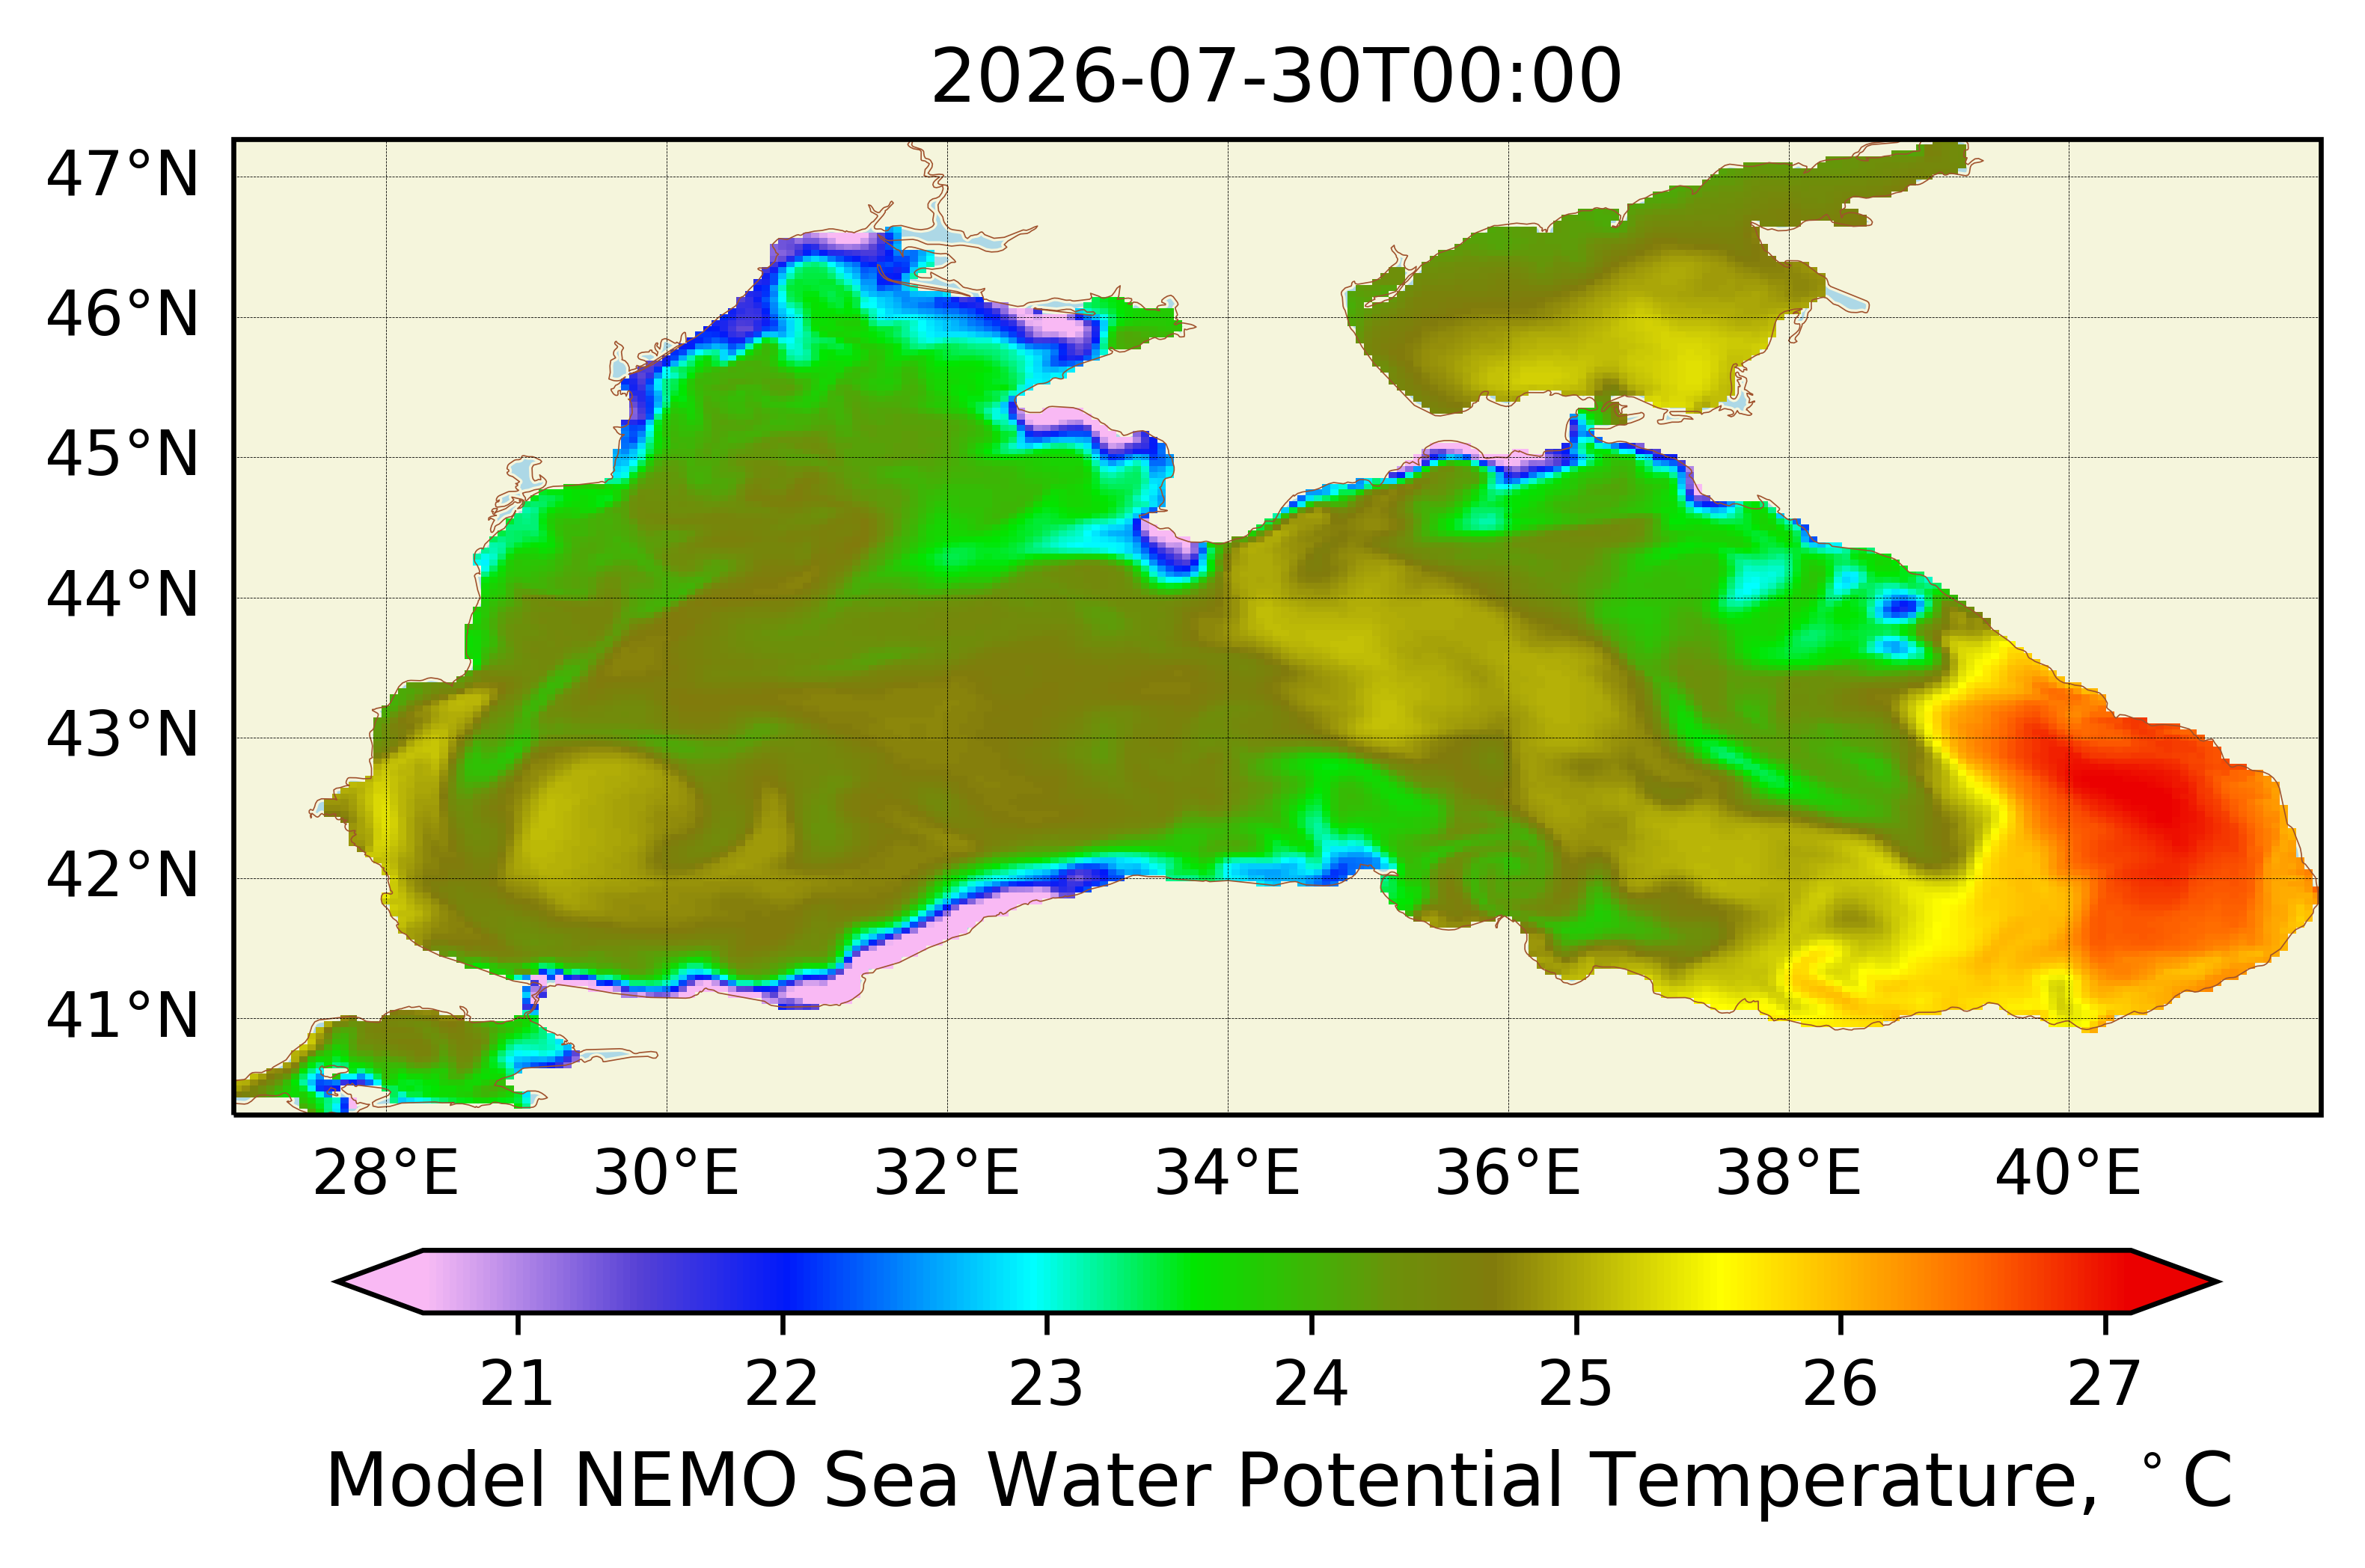 2026-07-30T00:00
47°N
46°N
45°N
44°N
43°N
42°N
41°N
28°E 30°E 32°E 34°E 36°E 38°E 40°E
21 22 23 24 25 26 27
Model NEMO Sea Water Potential Temperature, °C